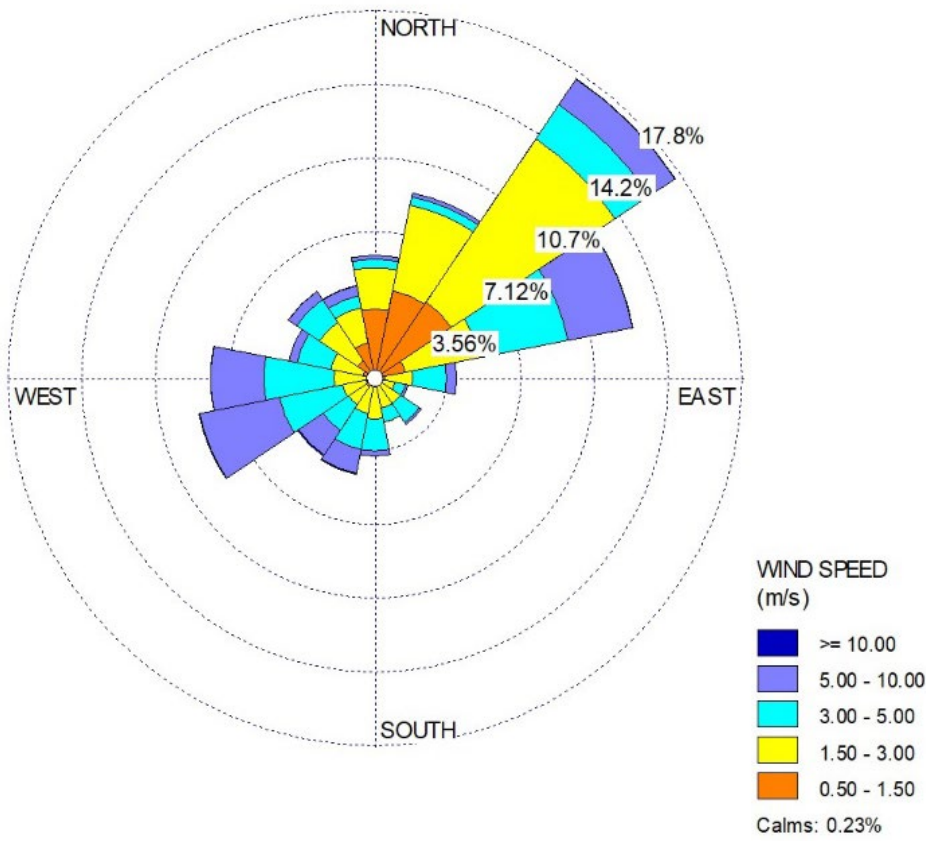 NORTH
17.8%
14.2%
10.7%
7.12%
3.56%
WEST
EAST
SOUTH
WIND SPEED
(m/s)
>= 10.00
5.00 - 10.00
3.00 - 5.00
1.50 - 3.00
0.50 - 1.50
Calms: 0.23%